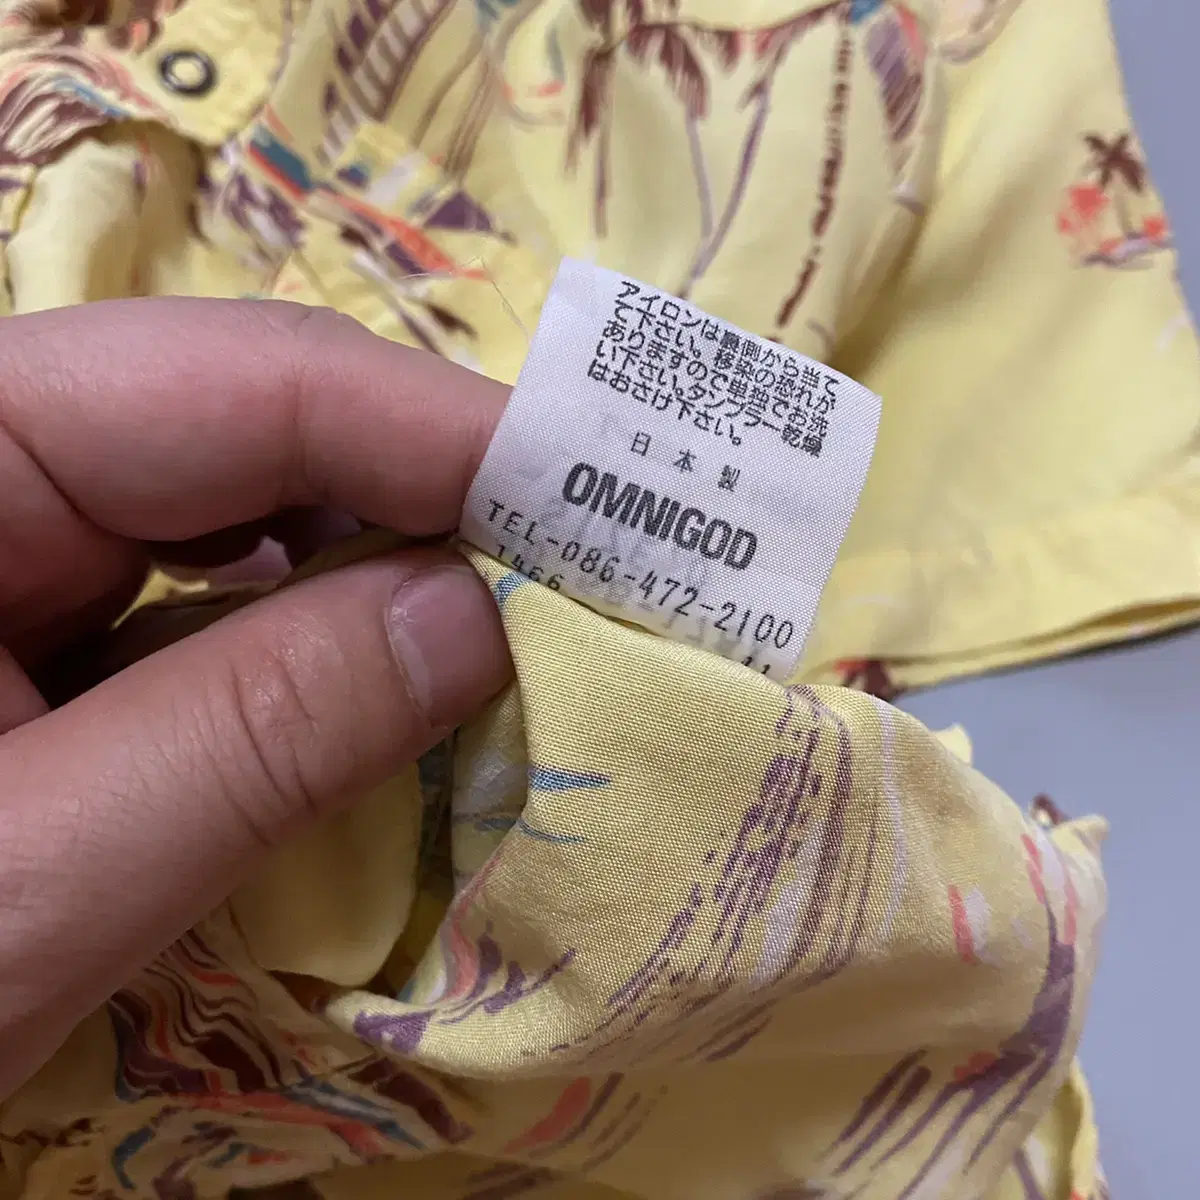 アイロンは裏側から当て
て下さい。移染の恐れが
ありますので単独でお洗
い下さい。タンブラー乾燥
はおさけ下さい。
日本製
OMNIGOD
TEL-086-472-2100
1466